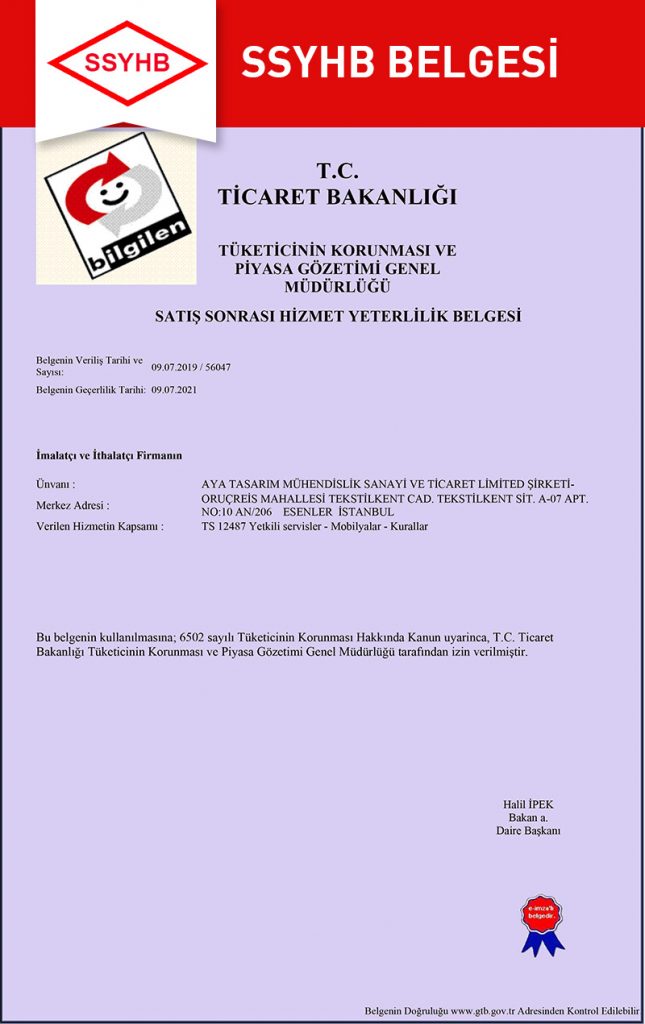 SSYHB
SSYHB BELGESİ
bilgilen
T.C.
TİCARET BAKANLIĞI
TÜKETİCİNİN KORUNMASI VE
PİYASA GÖZETİMİ GENEL
MÜDÜRLÜĞÜ
SATIŞ SONRASI HİZMET YETERLİLİK BELGESİ
Belgenin Veriliş Tarihi ve
Sayısı: 09.07.2019 / 56047
Belgenin Geçerlilik Tarihi: 09.07.2021
İmalatçı ve İthalatçı Firmanın
Ünvanı : AYA TASARIM MÜHENDİSLİK SANAYİ VE TİCARET LİMİTED ŞİRKETİ-
Merkez Adresi : ORUÇREİS MAHALLESİ TEKSTİLKENT CAD. TEKSTİLKENT SİT. A-07 APT.
NO:10 AN/206 ESENLER İSTANBUL
Verilen Hizmetin Kapsamı : TS 12487 Yetkili servisler - Mobilyalar - Kurallar
Bu belgenin kullanılmasına; 6502 sayılı Tüketicinin Korunması Hakkında Kanun uyarınca, T.C. Ticaret
Bakanlığı Tüketicinin Korunması ve Piyasa Gözetimi Genel Müdürlüğü tarafından izin verilmiştir.
Halil İPEK
Bakan a.
Daire Başkanı
e-imza'lı
belgedir.
Belgenin Doğruluğu www.gtb.gov.tr Adresinden Kontrol Edilebilir